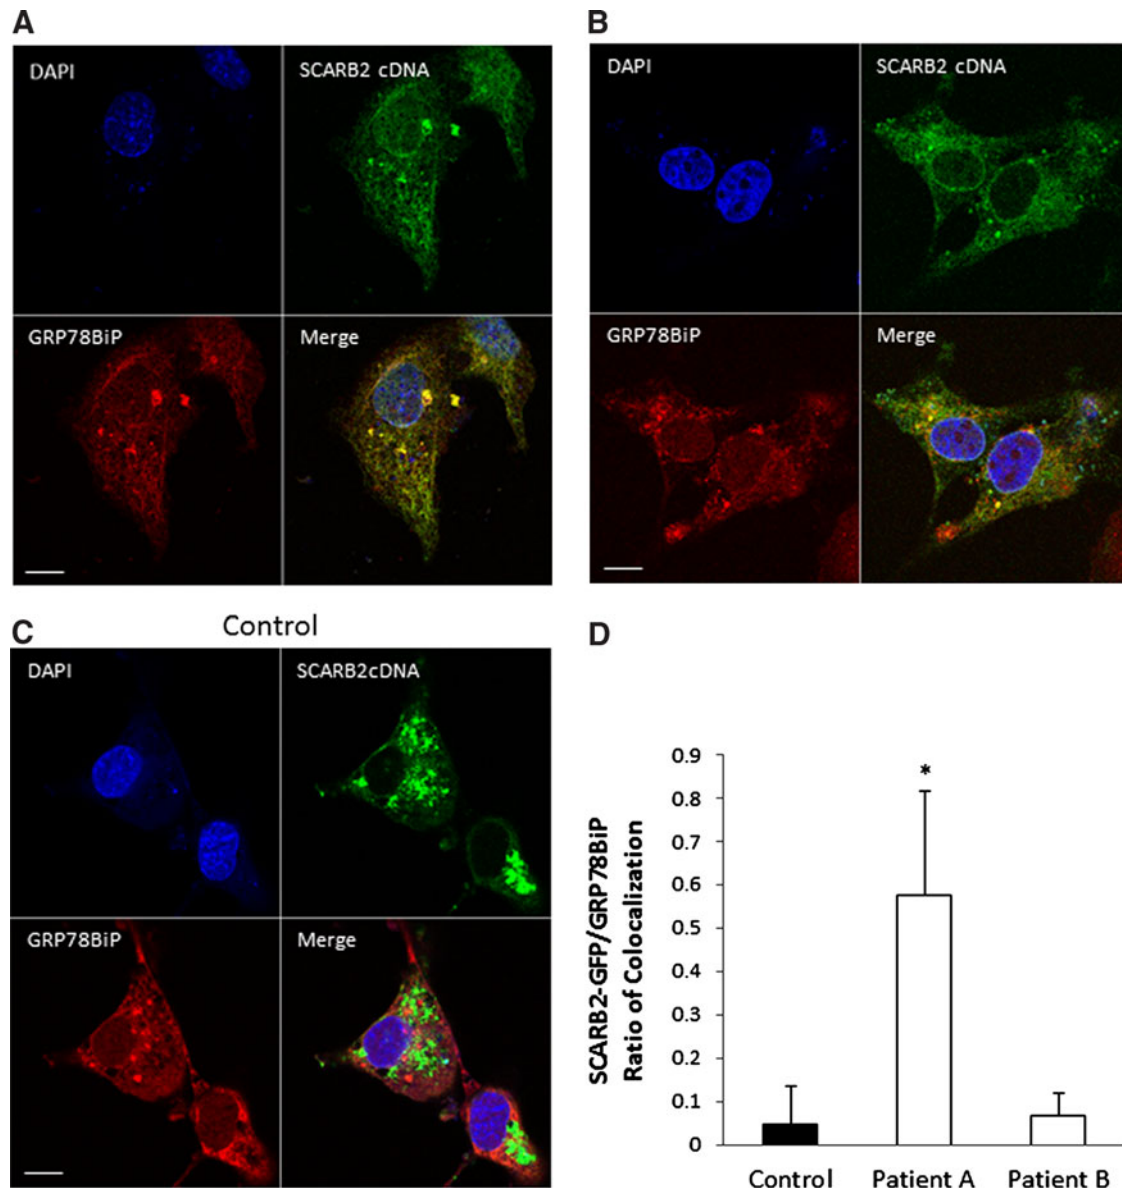 A
DAPI
SCARB2 cDNA
GRP78BiP
Merge
B
DAPI
SCARB2 cDNA
GRP78BiP
Merge
C
Control
DAPI
SCARB2cDNA
GRP78BiP
Merge
D
SCARB2-GFP/GRP78BiP
Ratio of Colocalization
0.9
0.8
0.7
0.6
0.5
0.4
0.3
0.2
0.1
0
*
Control
Patient A
Patient B